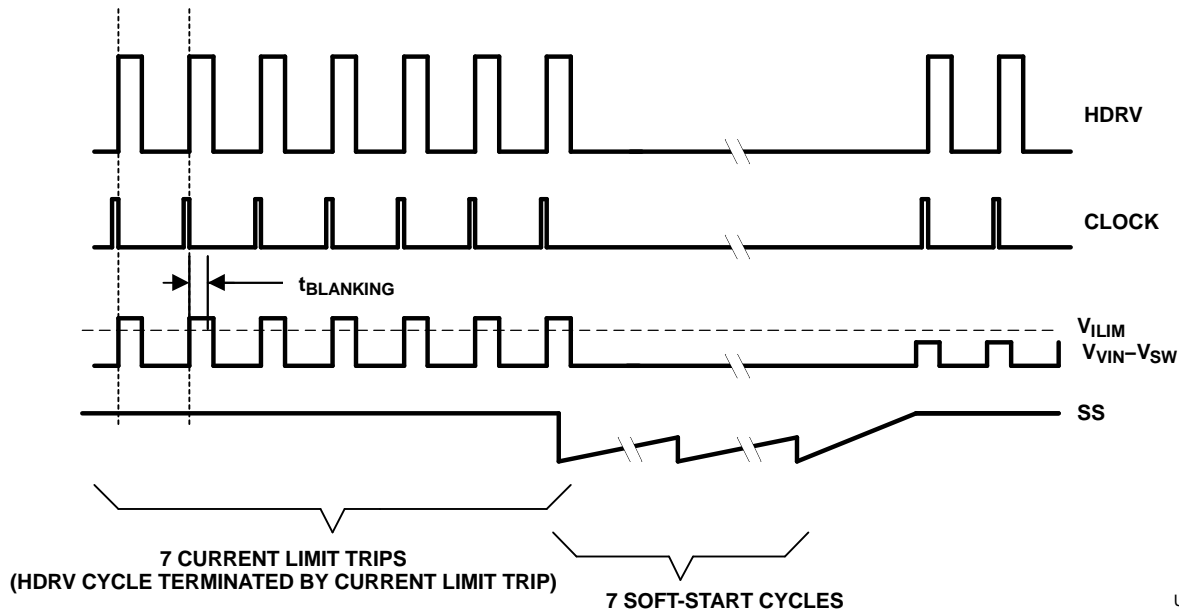 HDRV
CLOCK
tBLANKING
VILIM
VVIN–VSW
SS
7 CURRENT LIMIT TRIPS
(HDRV CYCLE TERMINATED BY CURRENT LIMIT TRIP)
7 SOFT-START CYCLES
U